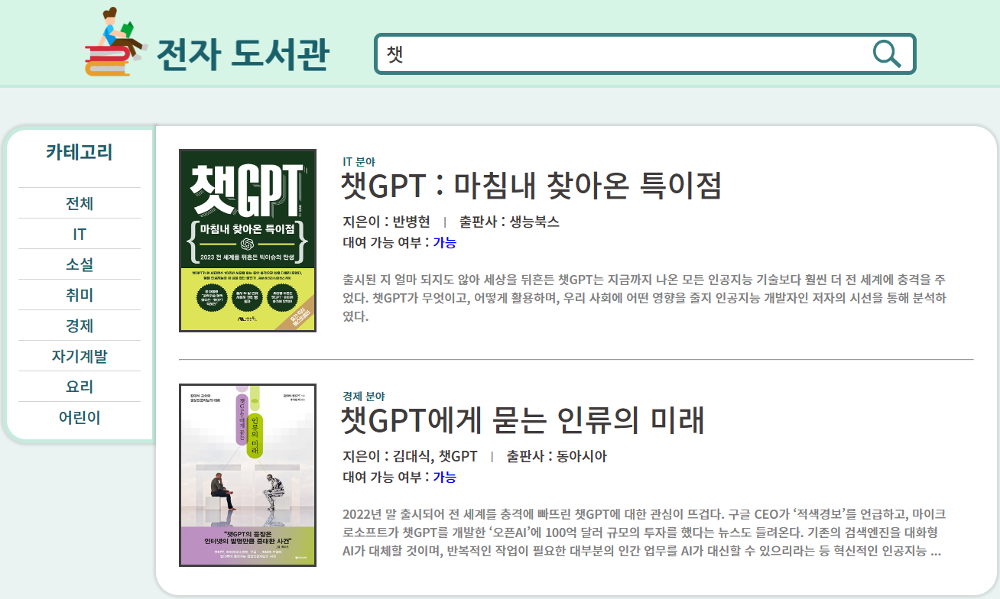 전자 도서관
챗
카테고리
전체
IT
소설
취미
경제
자기계발
요리
어린이
챗GPT
마침내 찾아온 특이점
2023 전 세계를 뒤흔든 빅이슈의 탄생
IT 분야
챗GPT : 마침내 찾아온 특이점
지은이 : 반병현 | 출판사 : 생능북스
대여 가능 여부 : 가능
출시된 지 얼마 되지도 않아 세상을 뒤흔든 챗GPT는 지금까지 나온 모든 인공지능 기술보다 훨씬 더 전 세계에 충격을 주
었다. 챗GPT가 무엇이고, 어떻게 활용하며, 우리 사회에 어떤 영향을 줄지 인공지능 개발자인 저자의 시선을 통해 분석하
였다.
챗GPT에게 묻는
인류의 미래
"챗GPT의 등장은
인터넷의 발명만큼 중대한 사건"
경제 분야
챗GPT에게 묻는 인류의 미래
지은이 : 김대식, 챗GPT | 출판사 : 동아시아
대여 가능 여부 : 가능
2022년 말 출시되어 전 세계를 충격에 빠뜨린 챗GPT에 대한 관심이 뜨겁다. 구글 CEO가 ‘적색경보’를 언급하고, 마이크
로소프트가 챗GPT를 개발한 ‘오픈AI’에 100억 달러 규모의 투자를 했다는 뉴스도 들려온다. 기존의 검색엔진을 대화형
AI가 대체할 것이며, 반복적인 작업이 필요한 대부분의 인간 업무를 AI가 대신할 수 있으리라는 등 혁신적인 인공지능 ...